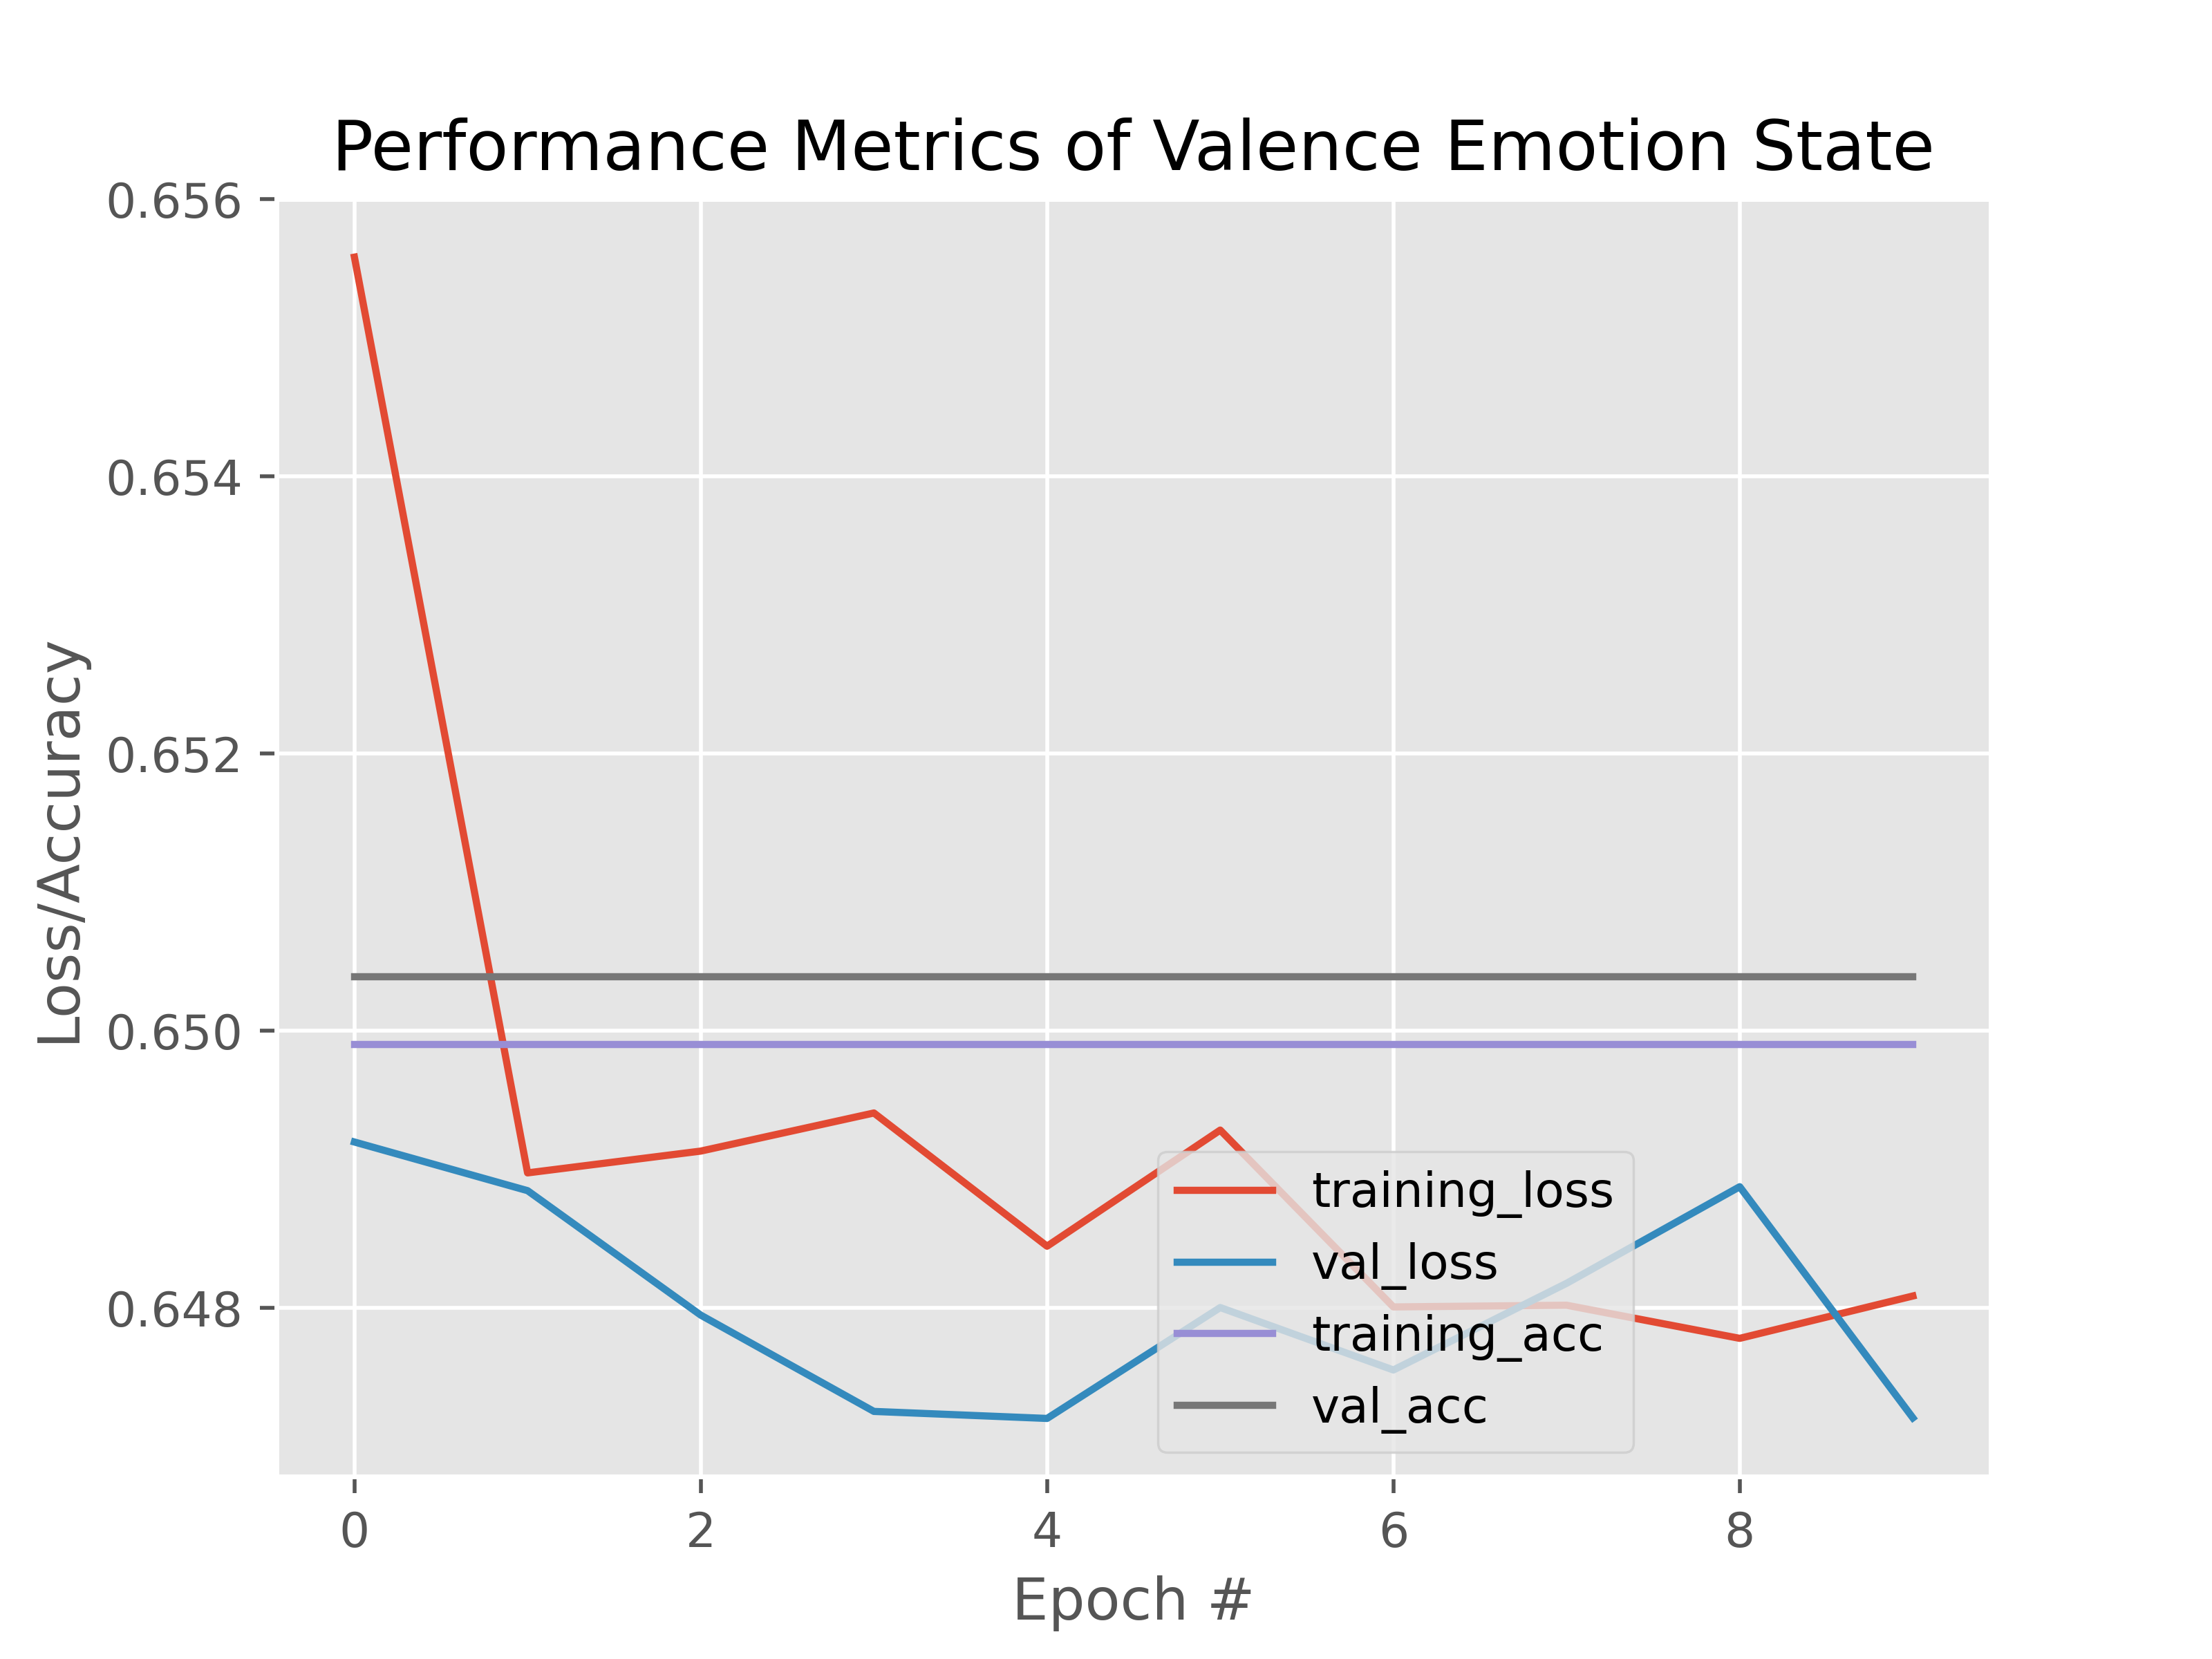 Performance Metrics of Valence Emotion State
0.656
0.654
0.652
0.650
0.648
Loss/Accuracy
training_loss
val_loss
training_acc
val_acc
0 2 4 6 8
Epoch #